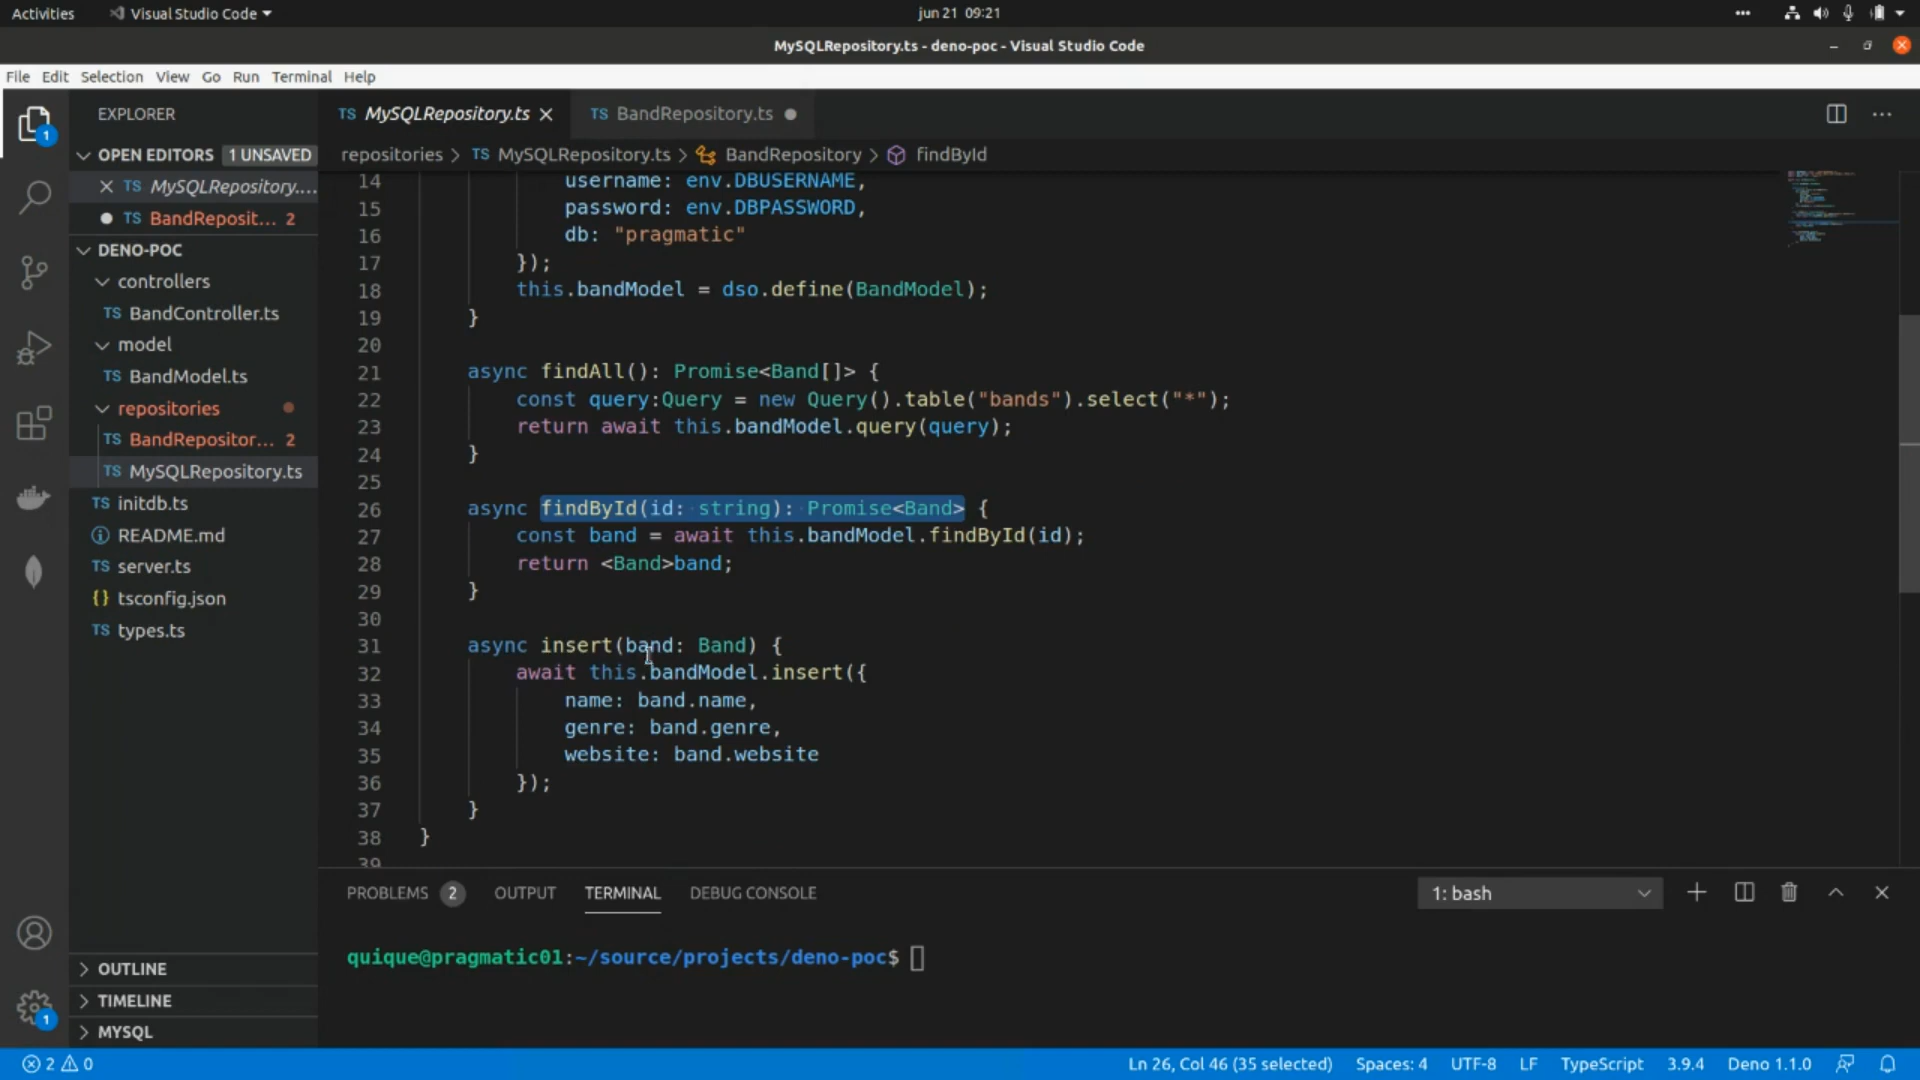 Activities Visual Studio Code jun 21 09:21
MySQLRepository.ts - deno-poc - Visual Studio Code
File Edit Selection View Go Run Terminal Help
EXPLORER
OPEN EDITORS 1 UNSAVED
TS MySQLRepository....
TS BandReposit... 2
DENO-POC
controllers
TS BandController.ts
model
TS BandModel.ts
repositories
TS BandRepositor... 2
TS MySQLRepository.ts
TS initdb.ts
README.md
TS server.ts
{} tsconfig.json
TS types.ts
OUTLINE
TIMELINE
MYSQL
1
1
TS MySQLRepository.ts TS BandRepository.ts
repositories > TS MySQLRepository.ts > BandRepository > findById
14 username: env.DBUSERNAME,
15 password: env.DBPASSWORD,
16 db: "pragmatic"
17 });
18 this.bandModel = dso.define(BandModel);
19 }
20
21 async findAll(): Promise<Band[]> {
22 const query:Query = new Query().table("bands").select("*");
23 return await this.bandModel.query(query);
24 }
25
26 async findById(id: string): Promise<Band> {
27 const band = await this.bandModel.findById(id);
28 return <Band>band;
29 }
30
31 async insert(band: Band) {
32 await this.bandModel.insert({
33 name: band.name,
34 genre: band.genre,
35 website: band.website
36 });
37 }
38 }
39
PROBLEMS 2 OUTPUT TERMINAL DEBUG CONSOLE 1: bash
quique@pragmatic01:~/source/projects/deno-poc$
2 0 Ln 26, Col 46 (35 selected) Spaces: 4 UTF-8 LF TypeScript 3.9.4 Deno 1.1.0